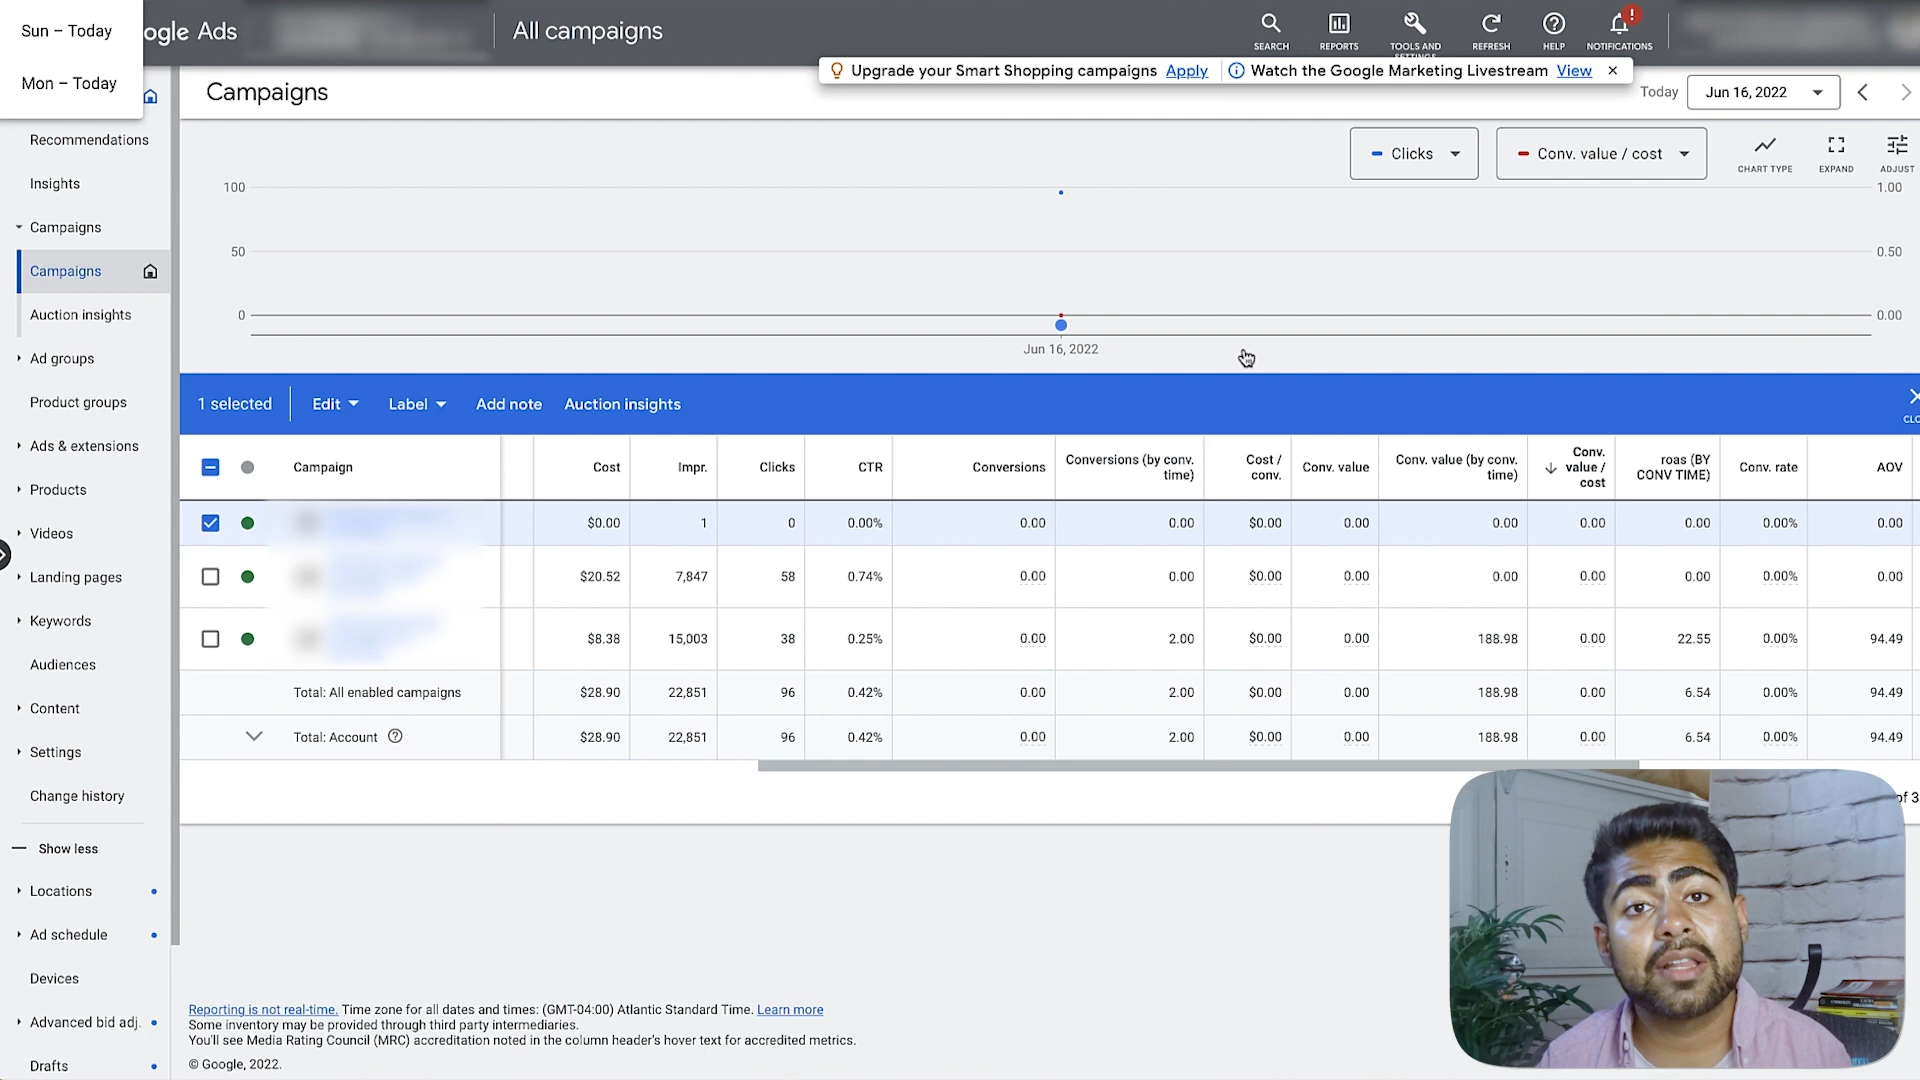 Sun – Today
Mon – Today
ogle Ads
All campaigns
SEARCH
REPORTS
TOOLS AND
REFRESH
HELP
NOTIFICATIONS
!
Upgrade your Smart Shopping campaigns Apply
Watch the Google Marketing Livestream View
Campaigns
Today
Jun 16, 2022
Recommendations
Insights
Campaigns
Campaigns
Auction insights
Ad groups
Product groups
Ads & extensions
Products
Videos
Landing pages
Keywords
Audiences
Content
Settings
Change history
Show less
Locations
Ad schedule
Devices
Advanced bid adj.
Drafts
Clicks
Conv. value / cost
CHART TYPE
EXPAND
ADJUST
100
50
0
1.00
0.50
0.00
Jun 16, 2022
1 selected
Edit
Label
Add note
Auction insights
CLO
Campaign
Cost
Impr.
Clicks
CTR
Conversions
Conversions (by conv.
time)
Cost /
conv.
Conv. value
Conv. value (by conv.
time)
Conv.
value /
cost
roas (BY
CONV TIME)
Conv. rate
AOV
$0.00 1 0 0.00% 0.00 0.00 $0.00 0.00 0.00 0.00 0.00 0.00% 0.00
$20.52 7,847 58 0.74% 0.00 0.00 $0.00 0.00 0.00 0.00 0.00 0.00% 0.00
$8.38 15,003 38 0.25% 0.00 2.00 $0.00 0.00 188.98 0.00 22.55 0.00% 94.49
Total: All enabled campaigns $28.90 22,851 96 0.42% 0.00 2.00 $0.00 0.00 188.98 0.00 6.54 0.00% 94.49
Total: Account $28.90 22,851 96 0.42% 0.00 2.00 $0.00 0.00 188.98 0.00 6.54 0.00% 94.49
of 3
Reporting is not real-time. Time zone for all dates and times: (GMT-04:00) Atlantic Standard Time. Learn more
Some inventory may be provided through third party intermediaries.
You'll see Media Rating Council (MRC) accreditation noted in the column header's hover text for accredited metrics.
© Google, 2022.